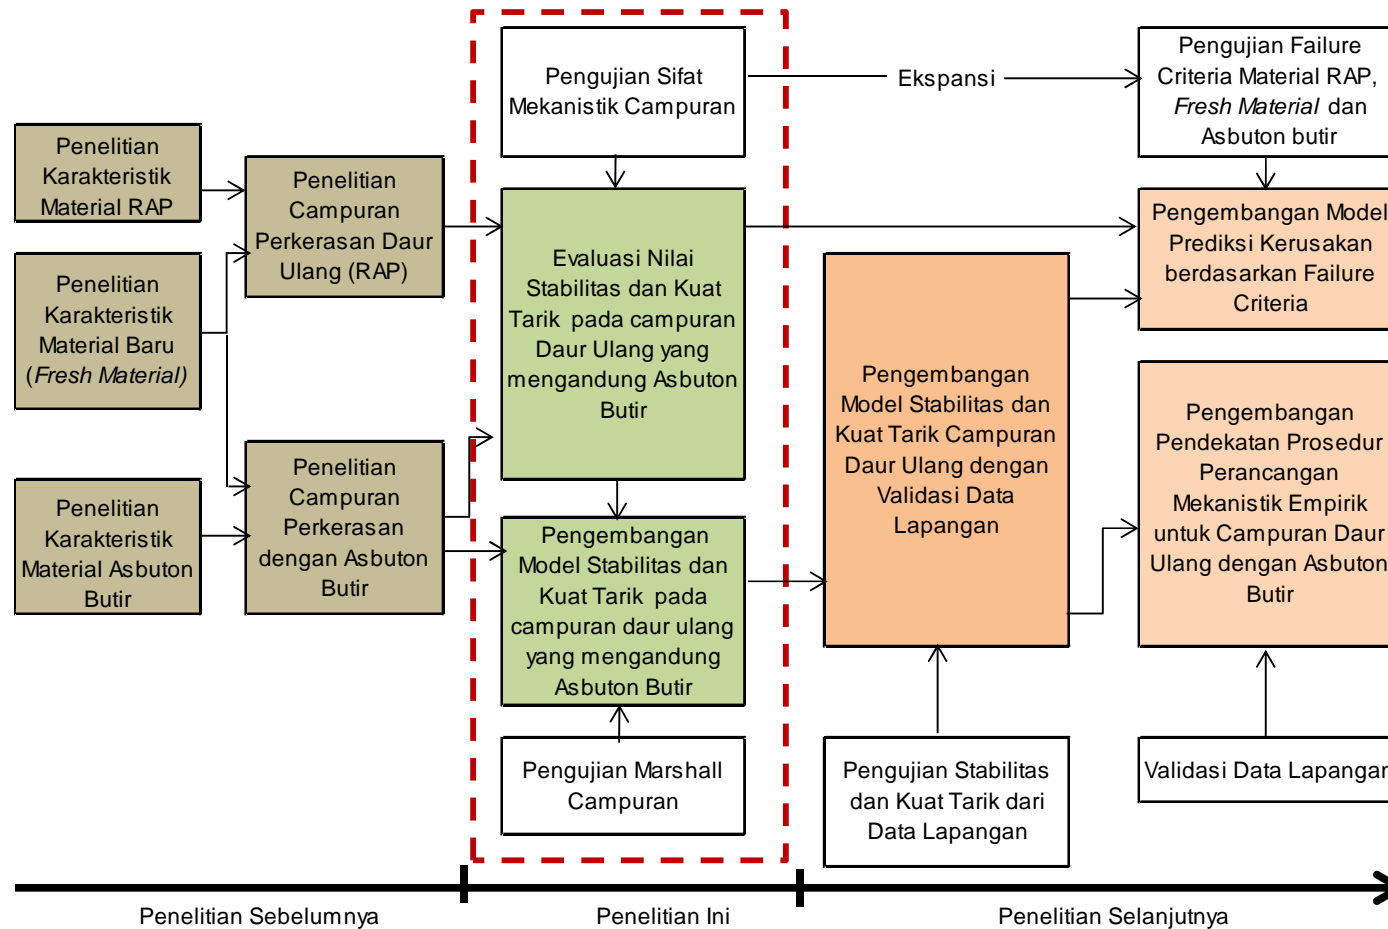 Penelitian
Karakteristik
Material RAP
Penelitian
Karakteristik
Material Baru
(Fresh Material)
Penelitian
Karakteristik
Material Asbuton
Butir
Penelitian
Campuran
Perkerasan Daur
Ulang (RAP)
Penelitian
Campuran
Perkerasan
dengan Asbuton
Butir
Pengujian Sifat
Mekanistik Campuran
Evaluasi Nilai
Stabilitas dan Kuat
Tarik pada campuran
Daur Ulang yang
mengandung Asbuton
Butir
Pengembangan
Model Stabilitas dan
Kuat Tarik pada
campuran daur ulang
yang mengandung
Asbuton Butir
Pengujian Marshall
Campuran
Ekspansi
Pengembangan
Model Stabilitas dan
Kuat Tarik Campuran
Daur Ulang dengan
Validasi Data
Lapangan
Pengujian Stabilitas
dan Kuat Tarik dari
Data Lapangan
Pengujian Failure
Criteria Material RAP,
Fresh Material dan
Asbuton butir
Pengembangan Model
Prediksi Kerusakan
berdasarkan Failure
Criteria
Pengembangan
Pendekatan Prosedur
Perancangan
Mekanistik Empirik
untuk Campuran Daur
Ulang dengan Asbuton
Butir
Validasi Data Lapangan
Penelitian Sebelumnya
Penelitian Ini
Penelitian Selanjutnya